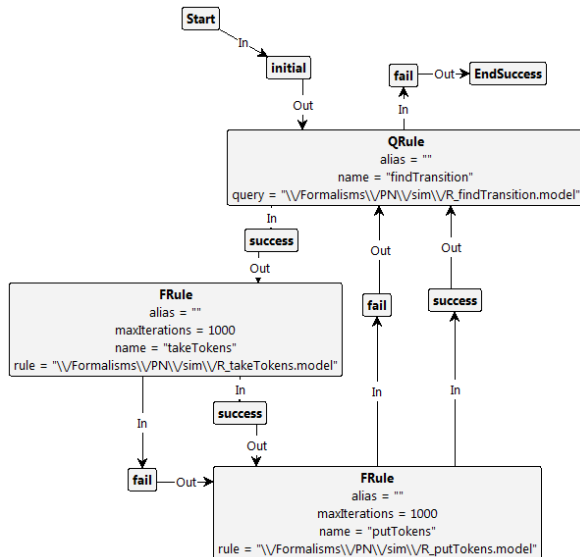 Start
In
initial
Out
fail
Out
EndSuccess
In
QRule
alias = ""
name = "findTransition"
query = "\\/Formalisms\\/PN\\/sim\\/R_findTransition.model"
In
success
Out
Out
Out
FRule
alias = ""
maxIterations = 1000
name = "takeTokens"
rule = "\\/Formalisms\\/PN\\/sim\\/R_takeTokens.model"
fail
success
In
In
In
In
success
Out
fail
Out
FRule
alias = ""
maxIterations = 1000
name = "putTokens"
rule = "\\/Formalisms\\/PN\\/sim\\/R_putTokens.model"